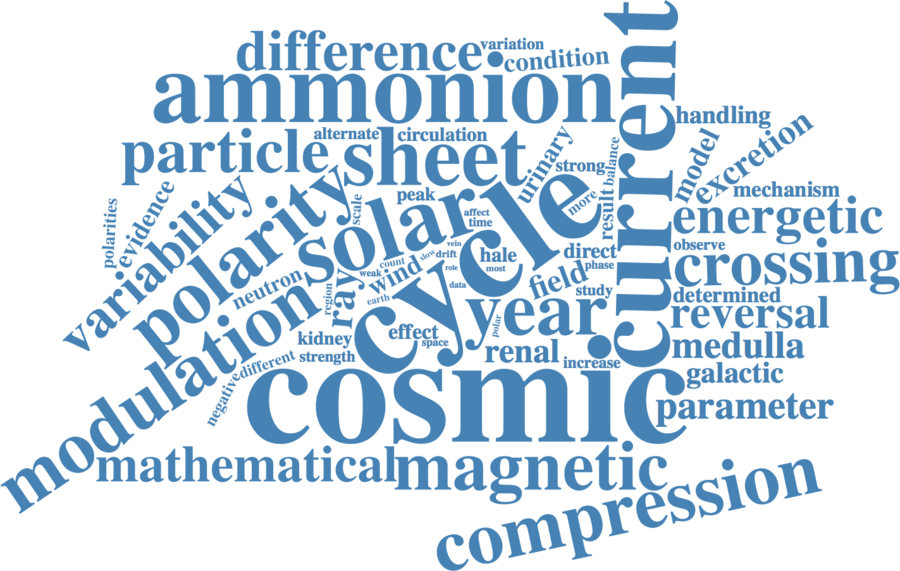 difference
variation
condition
ammonion
current
handling
particle
alternate
circulation
sheet
urinary
strong
balance
model
excretion
mechanism
polarities
evidence
variability
polarity
scale
peak
solar
affect
time
cycle
more
result
energetic
observe
crossing
neutron
modulation
region
ray
weak
count
wind
earth
slow
vein
drift
role
data
hale
most
direct
phase
field
study
determined
reversal
kidney
strength
effect
space
year
polar
renal
increase
medulla
galactic
negative
different
cosmic
parameter
mathematical
magnetic
compression